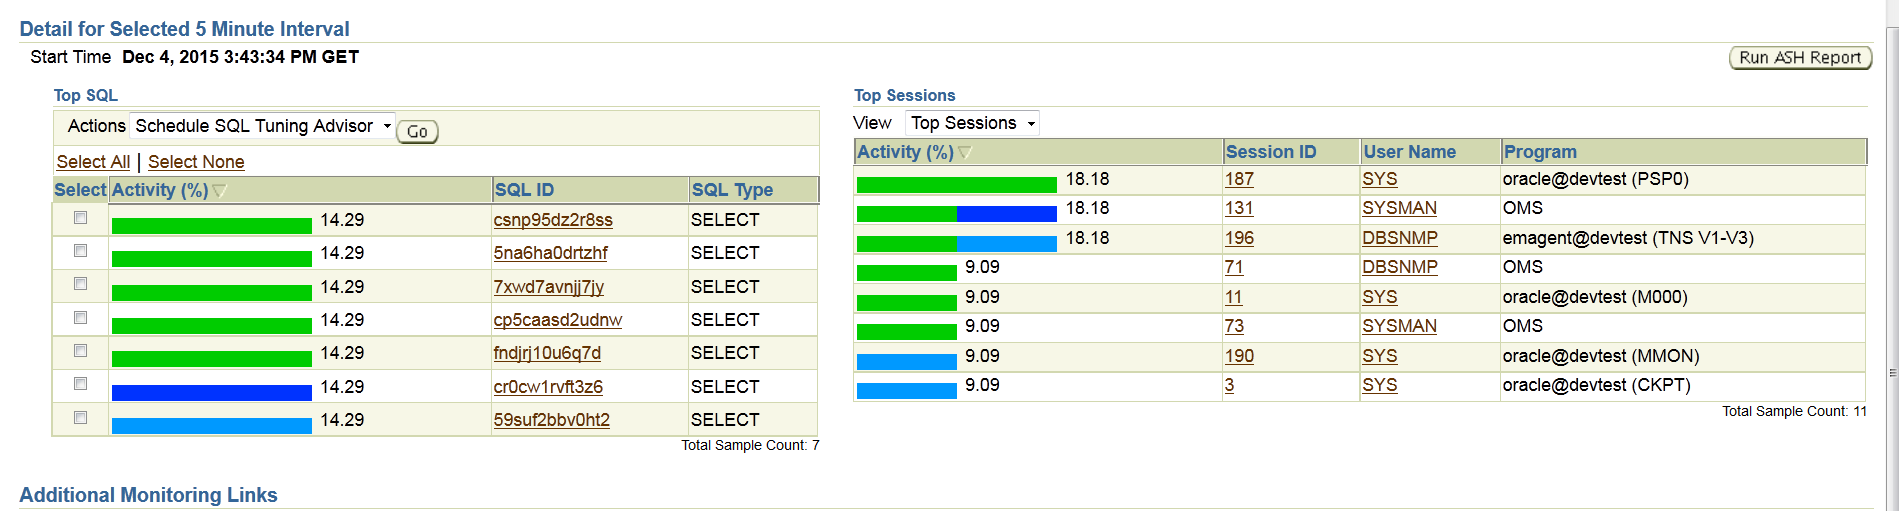 Detail for Selected 5 Minute Interval
Start Time Dec 4, 2015 3:43:34 PM GET
Run ASH Report
Top SQL
Actions Schedule SQL Tuning Advisor Go
Select All | Select None
Select Activity (%) SQL ID SQL Type
14.29 csnp95dz2r8ss SELECT
14.29 5na6ha0drtzhf SELECT
14.29 7xwd7avnjj7jy SELECT
14.29 cp5caasd2udnw SELECT
14.29 fndjrj10u6q7d SELECT
14.29 cr0cw1rvft3z6 SELECT
14.29 59suf2bbv0ht2 SELECT
Total Sample Count: 7
Top Sessions
View Top Sessions
Activity (%) Session ID User Name Program
18.18 187 SYS oracle@devtest (PSP0)
18.18 131 SYSMAN OMS
18.18 196 DBSNMP emagent@devtest (TNS V1-V3)
9.09 71 DBSNMP OMS
9.09 11 SYS oracle@devtest (M000)
9.09 73 SYSMAN OMS
9.09 190 SYS oracle@devtest (MMON)
9.09 3 SYS oracle@devtest (CKPT)
Total Sample Count: 11
Additional Monitoring Links